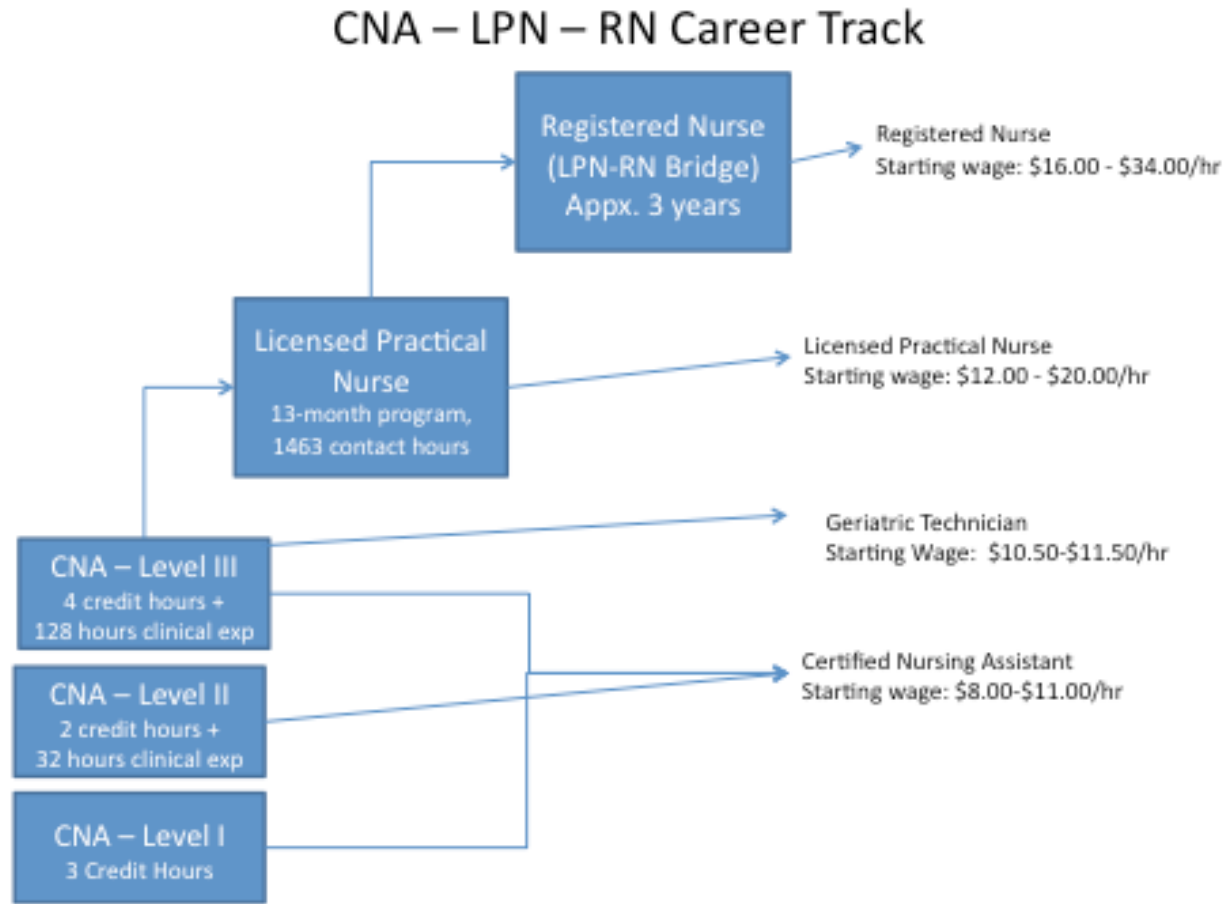 CNA – LPN – RN Career Track
Registered Nurse
(LPN-RN Bridge)
Appx. 3 years
Registered Nurse
Starting wage: $16.00 - $34.00/hr
Licensed Practical
Nurse
13-month program,
1463 contact hours
Licensed Practical Nurse
Starting wage: $12.00 - $20.00/hr
Geriatric Technician
Starting Wage:  $10.50-$11.50/hr
CNA – Level III
4 credit hours +
128 hours clinical exp
Certified Nursing Assistant
Starting wage: $8.00-$11.00/hr
CNA – Level II
2 credit hours +
32 hours clinical exp
CNA – Level I
3 Credit Hours